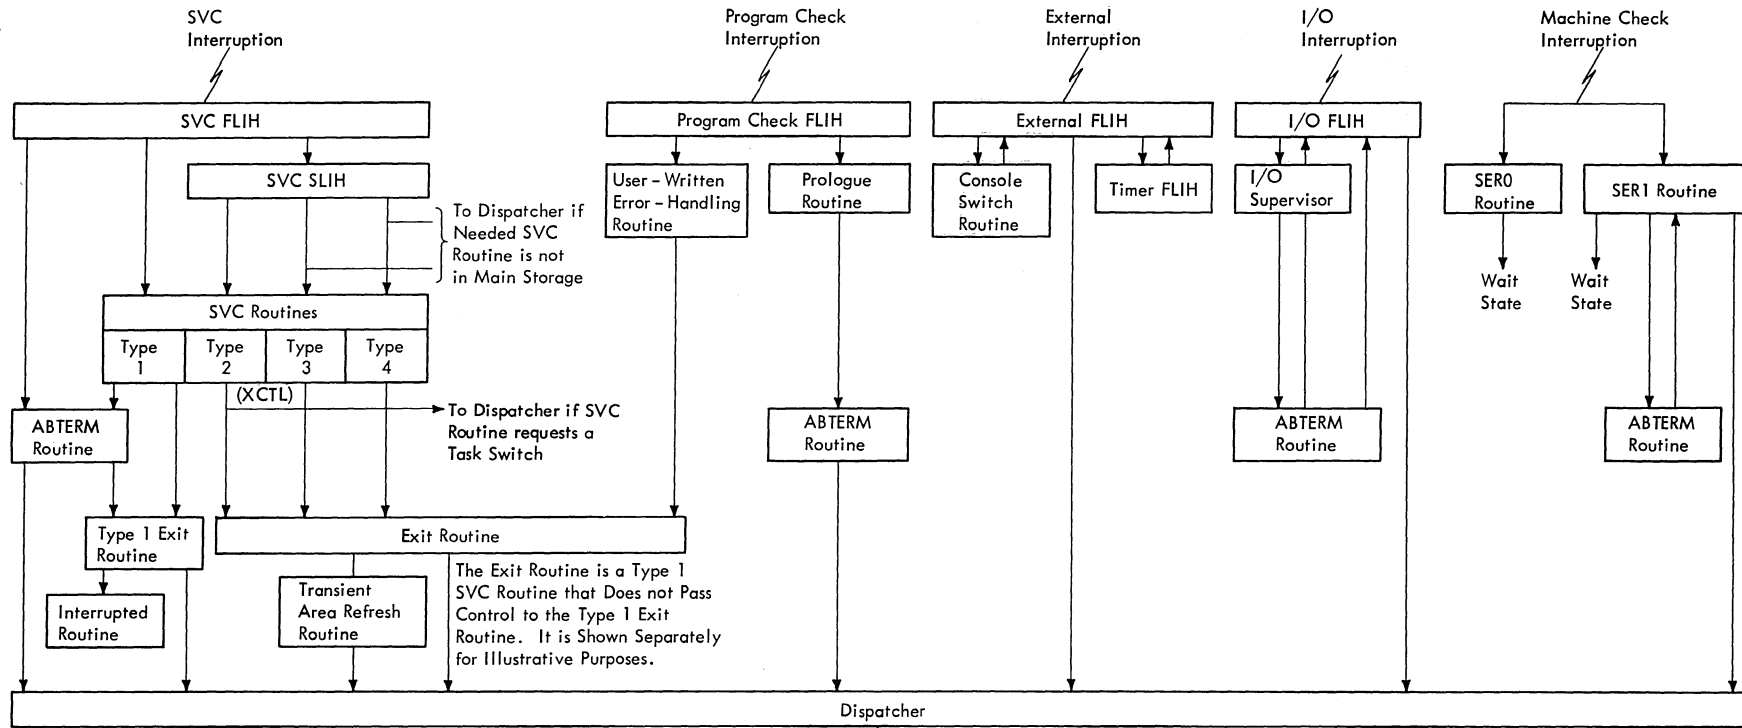 SVC
Interruption
Program Check
Interruption
External
Interruption
I/O
Interruption
Machine Check
Interruption
SVC FLIH
Program Check FLIH
External FLIH
I/O FLIH
SVC SLIH
User - Written
Error - Handling
Routine
Prologue
Routine
Console
Switch
Routine
Timer FLIH
I/O
Supervisor
SER0
Routine
SER1 Routine
To Dispatcher if
Needed SVC
Routine is not
in Main Storage
Wait
State
Wait
State
SVC Routines
Type
1
Type
2
Type
3
Type
4
(XCTL)
To Dispatcher if SVC
Routine requests a
Task Switch
ABTERM
Routine
ABTERM
Routine
ABTERM
Routine
ABTERM
Routine
Type 1 Exit
Routine
Exit Routine
Interrupted
Routine
Transient
Area Refresh
Routine
The Exit Routine is a Type 1
SVC Routine that Does not Pass
Control to the Type 1 Exit
Routine. It is Shown Separately
for Illustrative Purposes.
Dispatcher